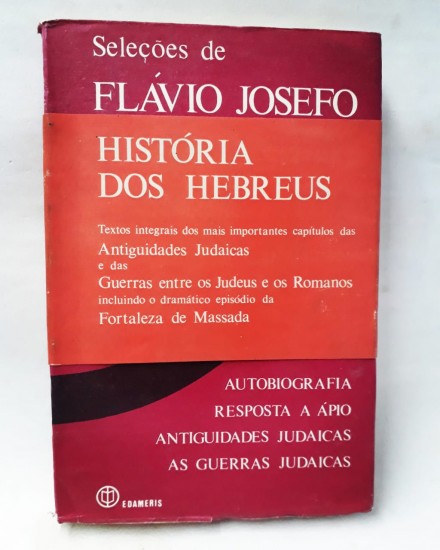 Seleções de
FLÁVIO JOSEFO
HISTÓRIA
DOS HEBREUS
Textos integrais dos mais importantes capítulos das
Antiguidades Judaicas
e das
Guerras entre os Judeus e os Romanos
incluindo o dramático episódio da
Fortaleza de Massada
AUTOBIOGRAFIA
RESPOSTA A ÁPIO
ANTIGUIDADES JUDAICAS
AS GUERRAS JUDAICAS
EDAMERIS